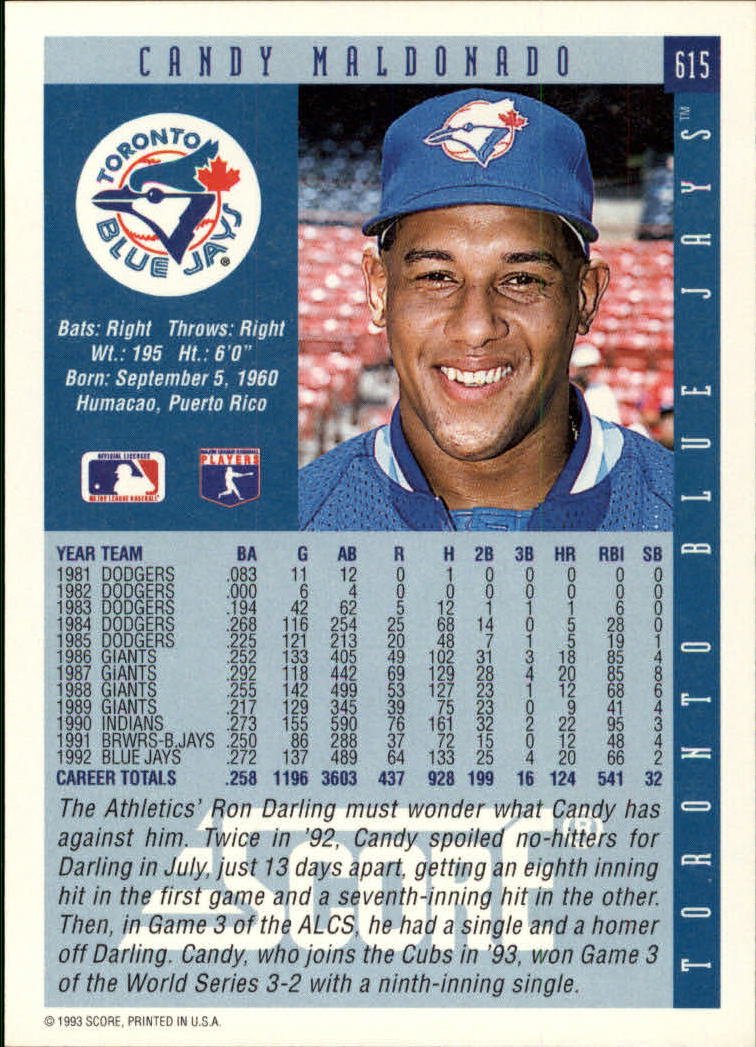 CANDY MALDONADO
615
TORONTO BLUE JAYS™
TORONTO
BLUE JAYS®
Bats: Right Throws: Right
Wt.: 195 Ht.: 6'0"
Born: September 5, 1960
Humacao, Puerto Rico
OFFICIAL LICENSEE
MAJOR LEAGUE BASEBALL
MAJOR LEAGUE BASEBALL
PLAYERS
YEAR TEAM BA G AB R H 2B 3B HR RBI SB
1981 DODGERS .083 11 12 0 1 0 0 0 0 0
1982 DODGERS .000 6 4 0 0 0 0 0 0 0
1983 DODGERS .194 42 62 5 12 1 1 1 6 0
1984 DODGERS .268 116 254 25 68 14 0 5 28 0
1985 DODGERS .225 121 213 20 48 7 1 5 19 1
1986 GIANTS .252 133 405 49 102 31 3 18 85 4
1987 GIANTS .292 118 442 69 129 28 4 20 85 8
1988 GIANTS .255 142 499 53 127 23 1 12 68 6
1989 GIANTS .217 129 345 39 75 23 0 9 41 4
1990 INDIANS .273 155 590 76 161 32 2 22 95 3
1991 BRWRS-B.JAYS .250 86 288 37 72 15 0 12 48 4
1992 BLUE JAYS .272 137 489 64 133 25 4 20 66 2
CAREER TOTALS .258 1196 3603 437 928 199 16 124 541 32
SCORE(R)
The Athletics' Ron Darling must wonder what Candy has
against him. Twice in '92, Candy spoiled no-hitters for
Darling in July, just 13 days apart, getting an eighth inning
hit in the first game and a seventh-inning hit in the other.
Then, in Game 3 of the ALCS, he had a single and a homer
off Darling. Candy, who joins the Cubs in '93, won Game 3
of the World Series 3-2 with a ninth-inning single.
© 1993 SCORE, PRINTED IN U.S.A.